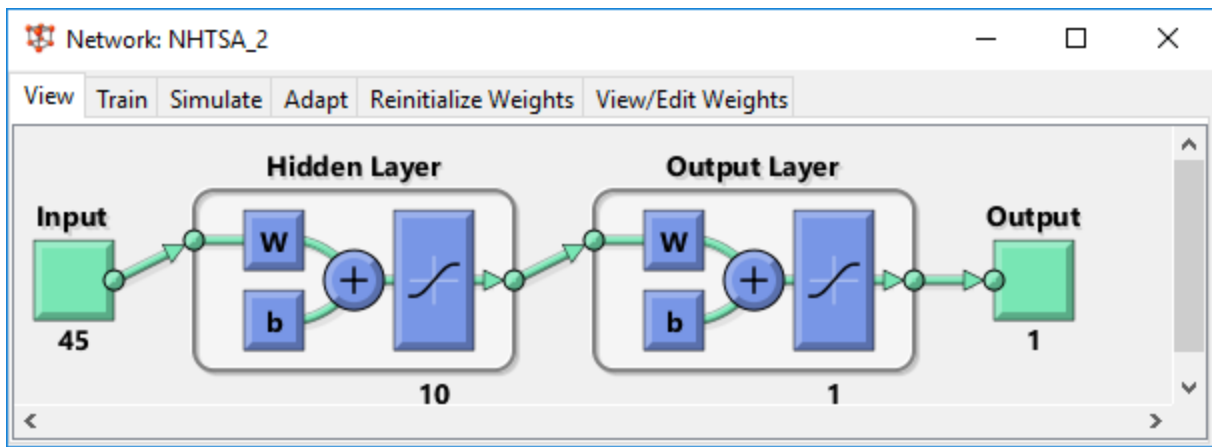 Network: NHTSA_2
View Train Simulate Adapt Reinitialize Weights View/Edit Weights
Hidden Layer Output Layer
Input Output
W W
+ +
b b
45 1
10 1